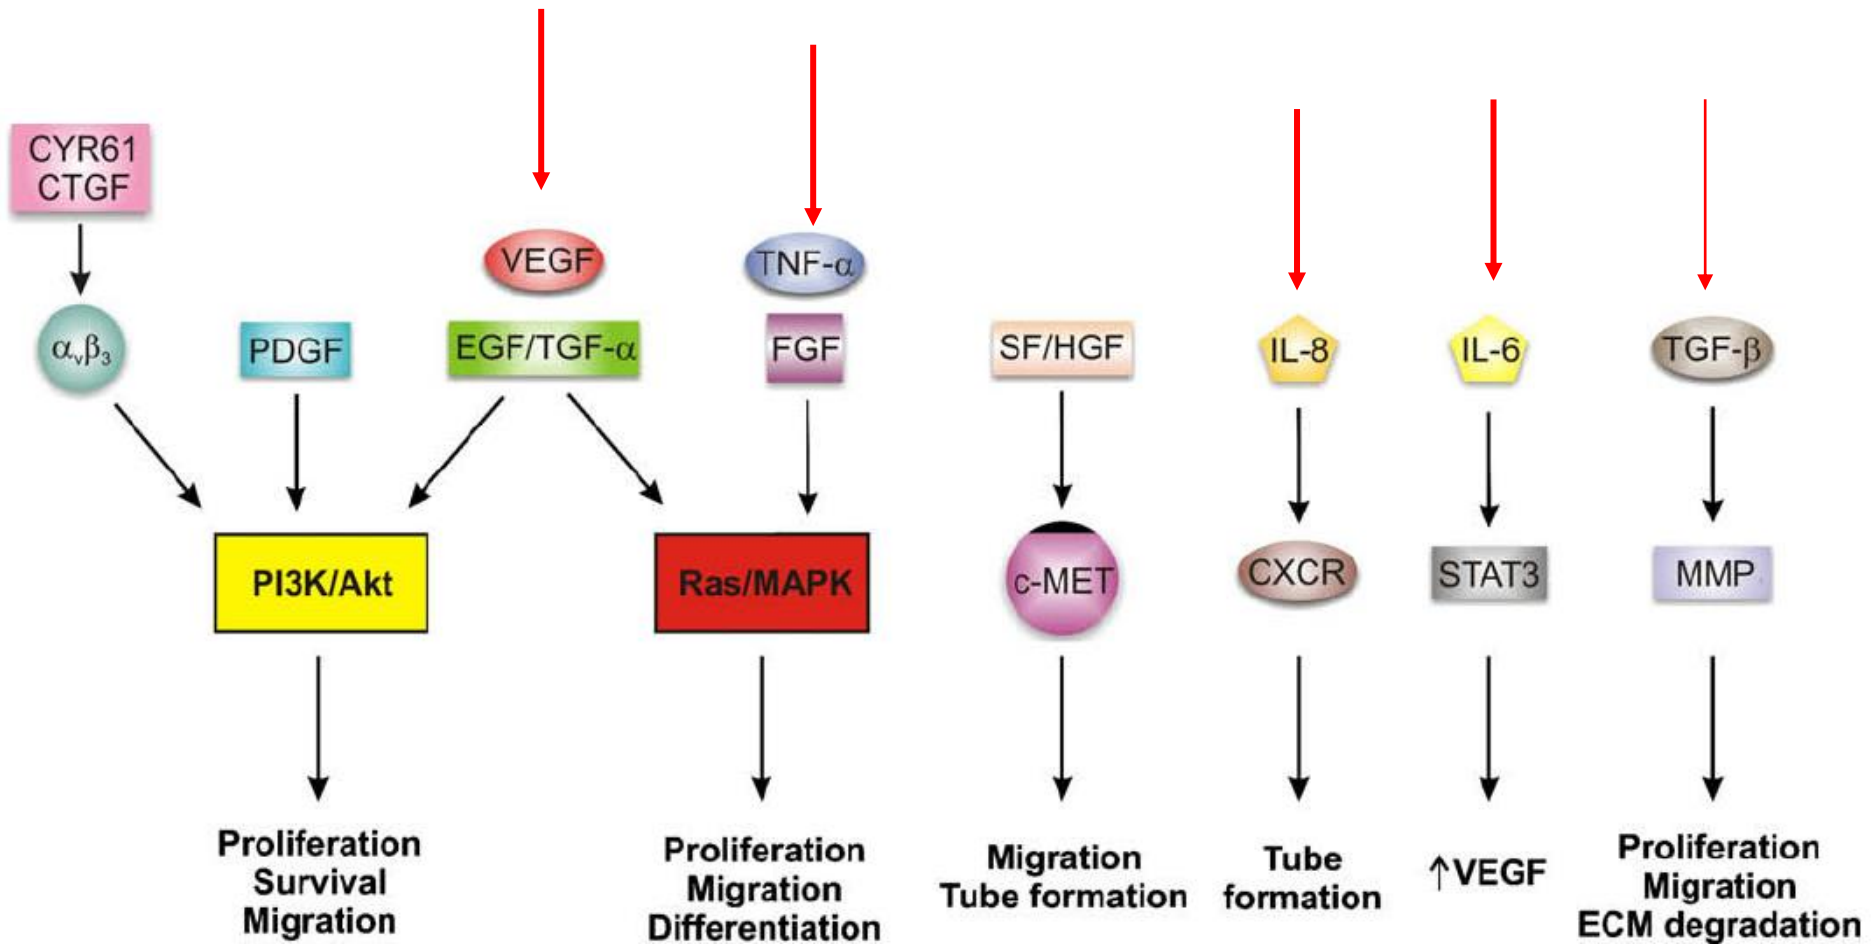 CYR61
CTGF
VEGF
TNF-α
αvβ3
PDGF
EGF/TGF-α
FGF
SF/HGF
IL-8
IL-6
TGF-β
PI3K/Akt
Ras/MAPK
c-MET
CXCR
STAT3
MMP
Proliferation
Survival
Migration
Proliferation
Migration
Differentiation
Migration
Tube formation
Tube
formation
↑VEGF
Proliferation
Migration
ECM degradation